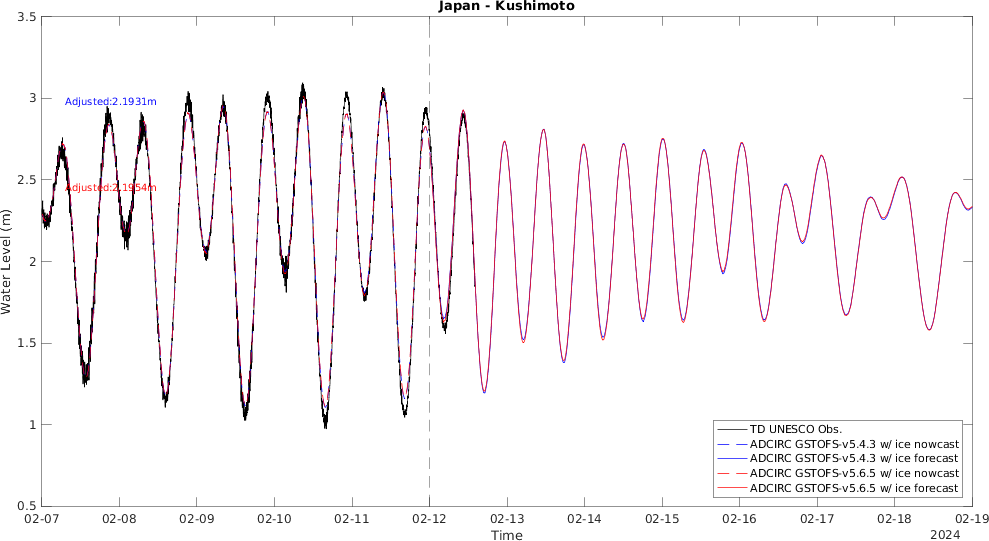 Japan - Kushimoto
3.5
3
2.5
2
1.5
1
0.5
Water Level (m)
Adjusted:2.1931m
Adjusted:2.1954m
TD UNESCO Obs.
ADCIRC GSTOFS-v5.4.3 w/ ice nowcast
ADCIRC GSTOFS-v5.4.3 w/ ice forecast
ADCIRC GSTOFS-v5.6.5 w/ ice nowcast
ADCIRC GSTOFS-v5.6.5 w/ ice forecast
02-07 02-08 02-09 02-10 02-11 02-12 02-13 02-14 02-15 02-16 02-17 02-18 02-19
Time
2024